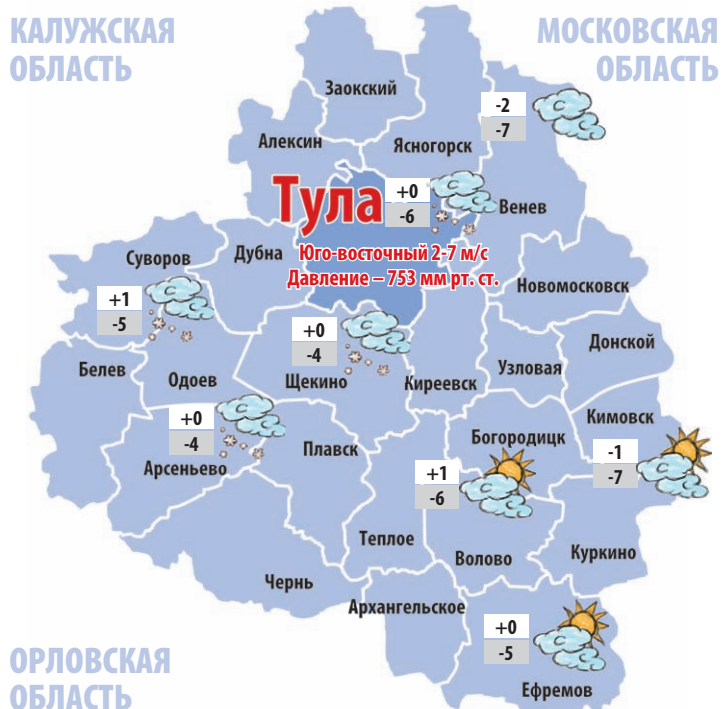 КАЛУЖСКАЯ
ОБЛАСТЬ
МОСКОВСКАЯ
ОБЛАСТЬ
Заокский
-2
-7
Алексин
Ясногорск
Тула
+0
-6
Венев
Юго-восточный 2-7 м/с
Давление – 753 мм рт. ст.
Суворов
Дубна
Новомосковск
+1
-5
+0
-4
Донской
Белев
Одоев
Щекино
Киреевск
Узловая
+0
-4
Кимовск
Богородицк
-1
-7
Арсеньево
Плавск
+1
-6
Теплое
Волово
Куркино
Чернь
Архангельское
+0
-5
Ефремов
ОРЛОВСКАЯ
ОБЛАСТЬ